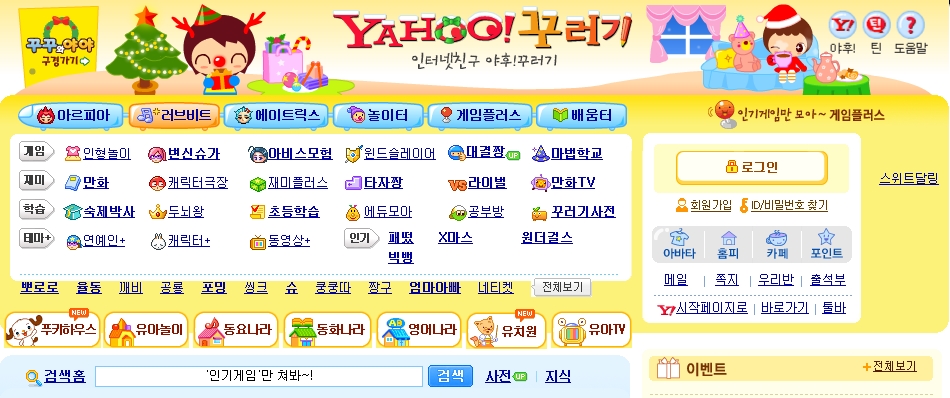 꾸꾸와야야
구경가기
YAHOO! 꾸러기
인터넷친구 야후!꾸러기
Y! 틴 ?
야후! 틴 도움말
아르피아 러브비트 에이트릭스 놀이터 게임플러스 배움터
인기게임만 모아~ 게임플러스
게임 인형놀이 변신슈가 아비스모험 윈드슬레이어 대결짱 UP 마법학교
재미 만화 캐릭터극장 재미플러스 타자짱 VS 라이벌 만화TV
학습 숙제박사 두뇌왕 초등학습 에듀모아 공부방 꾸러기사전
테마+ 연예인+ 캐릭터+ 동영상+ 인기 패떴 X마스 원더걸스
빅뱅
뽀로로 율동 깨비 공룡 포밍 씽크 슈 쿵쿵따 짱구 엄마아빠 네티켓 전체보기
NEW NEW
푸키하우스 유아놀이 동요나라 동화나라 AB 영어나라 유치원 유아TV
검색홈 '인기게임'만 쳐봐~! 검색 사전 UP | 지식
로그인
스위트달링
회원가입 ID/비밀번호 찾기
아바타 홈피 카페 포인트
메일 | 쪽지 | 우리반 | 출석부
Y! 시작페이지로 | 바로가기 | 툴바
이벤트 +전체보기